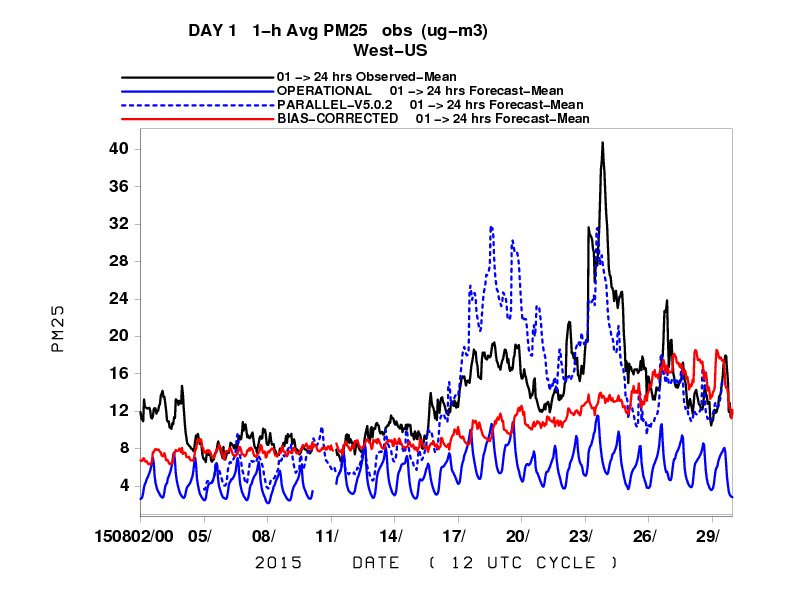 DAY 1 1-h Avg PM25 obs (ug-m3)
West-US
01 -> 24 hrs Observed-Mean
OPERATIONAL 01 -> 24 hrs Forecast-Mean
PARALLEL-V5.0.2 01 -> 24 hrs Forecast-Mean
BIAS-CORRECTED 01 -> 24 hrs Forecast-Mean
40
36
32
28
24
20
16
12
8
4
PM25
150802/00 05/ 08/ 11/ 14/ 17/ 20/ 23/ 26/ 29/
2015 DATE ( 12 UTC CYCLE )